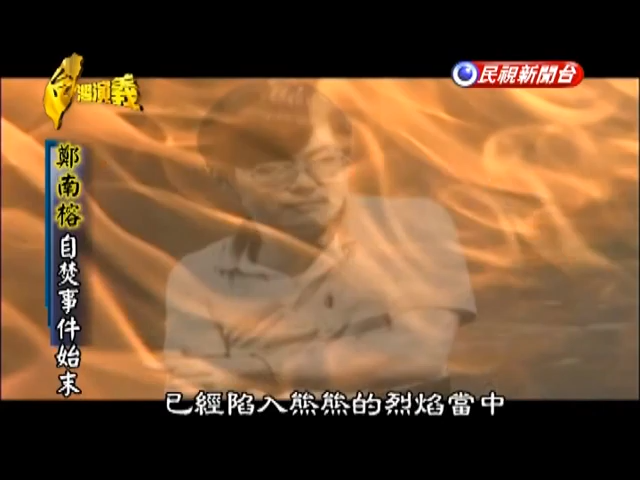 台灣演義
民視新聞台
鄭南榕自焚事件始末
已經陷入熊熊的烈焰當中